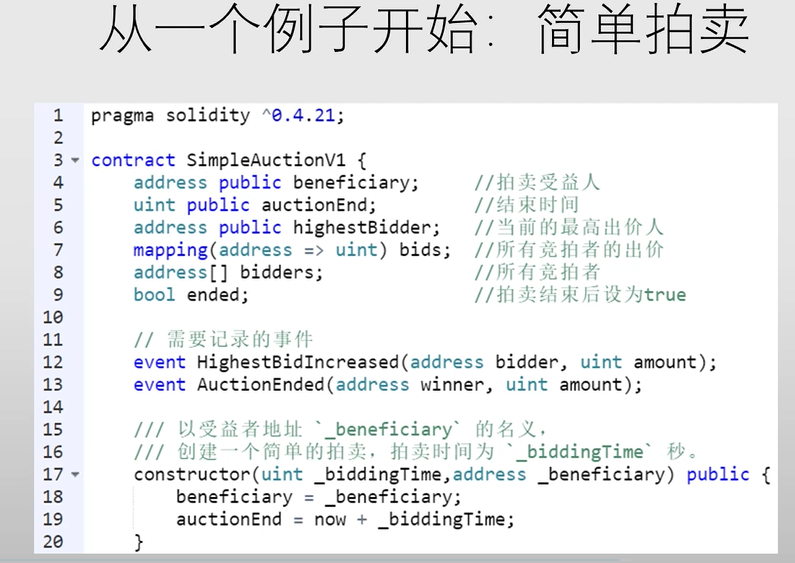 从一个例子开始：简单拍卖
1 pragma solidity ^0.4.21;
2
3 contract SimpleAuctionV1 {
4 address public beneficiary; //拍卖受益人
5 uint public auctionEnd; //结束时间
6 address public highestBidder; //当前的最高出价人
7 mapping(address => uint) bids; //所有竞拍者的出价
8 address[] bidders; //所有竞拍者
9 bool ended; //拍卖结束后设为true
10
11 // 需要记录的事件
12 event HighestBidIncreased(address bidder, uint amount);
13 event AuctionEnded(address winner, uint amount);
14
15 /// 以受益者地址 `_beneficiary` 的名义，
16 /// 创建一个简单的拍卖，拍卖时间为 `_biddingTime` 秒。
17 constructor(uint _biddingTime,address _beneficiary) public {
18 beneficiary = _beneficiary;
19 auctionEnd = now + _biddingTime;
20 }